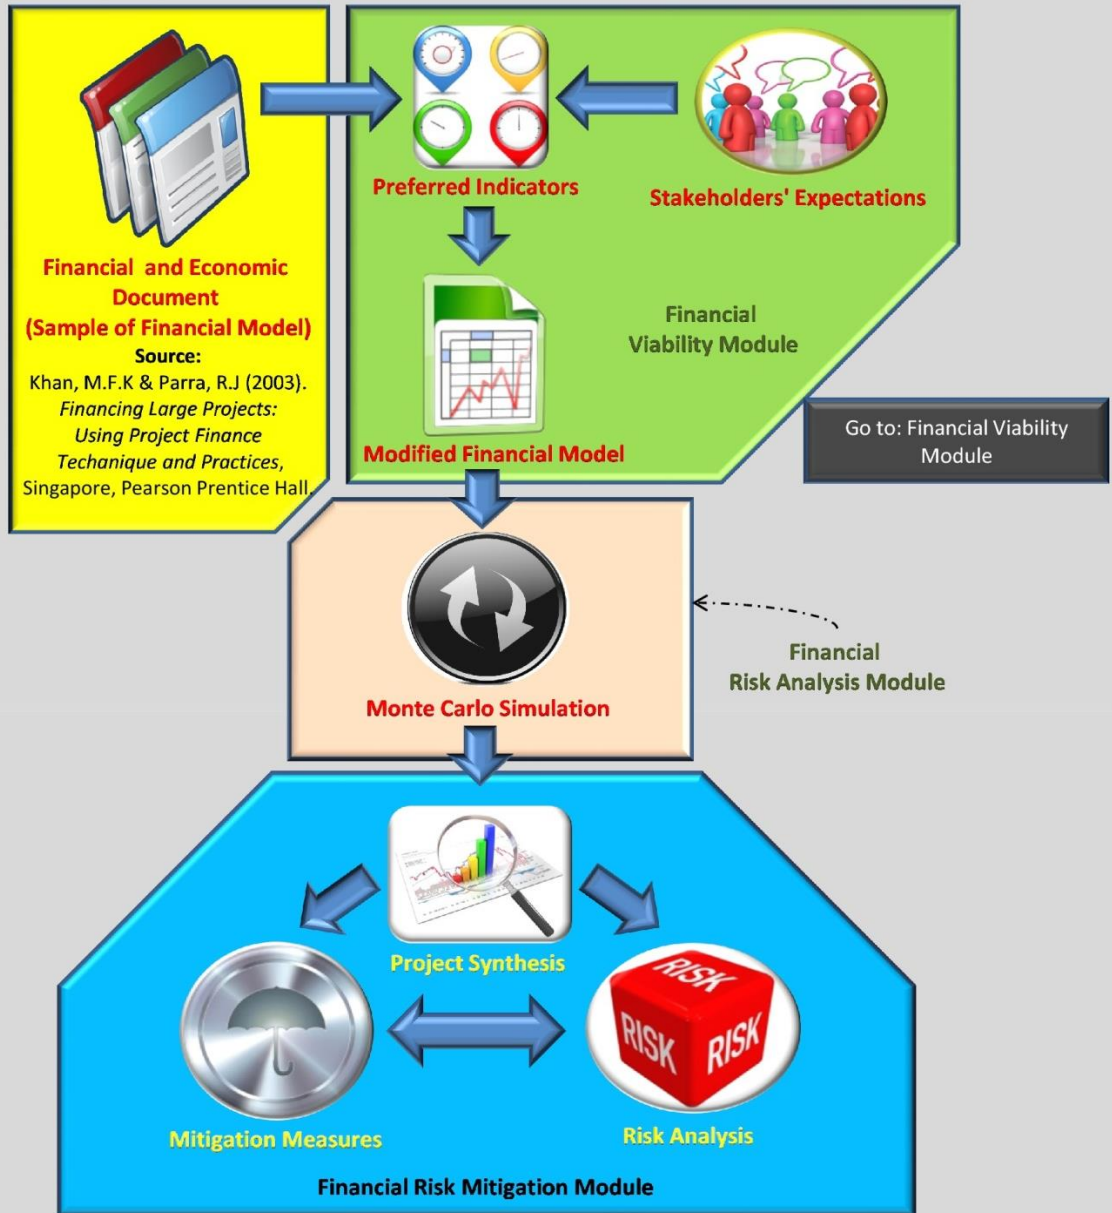 Preferred Indicators
Stakeholders' Expectations
Financial and Economic
Document
(Sample of Financial Model)
Source:
Khan, M.F.K & Parra, R.J (2003).
Financing Large Projects:
Using Project Finance
Techanique and Practices,
Singapore, Pearson Prentice Hall.
Financial
Viability Module
Modified Financial Model
Go to: Financial Viability
Module
Monte Carlo Simulation
Financial
Risk Analysis Module
Project Synthesis
RISK
RISK
RISK
Mitigation Measures
Risk Analysis
Financial Risk Mitigation Module